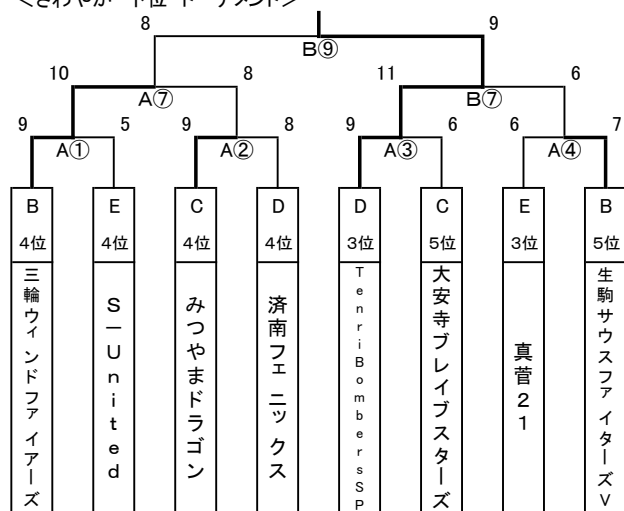 ＜さわやか 下位 トーナメント＞
8 9
B⑨
10 8 11 6
A⑦ B⑦
9 5 9 8 9 6 6 7
A① A② A③ A④
B E C D D C E B
4位 4位 4位 4位 3位 5位 3位 5位
三輪ウィンドファイアーズ
S－United
みつやまドラゴン
済南フェニックス
TenriBombersSP
大安寺ブレイブスターズ
真菅21
生駒サウスファイターズV